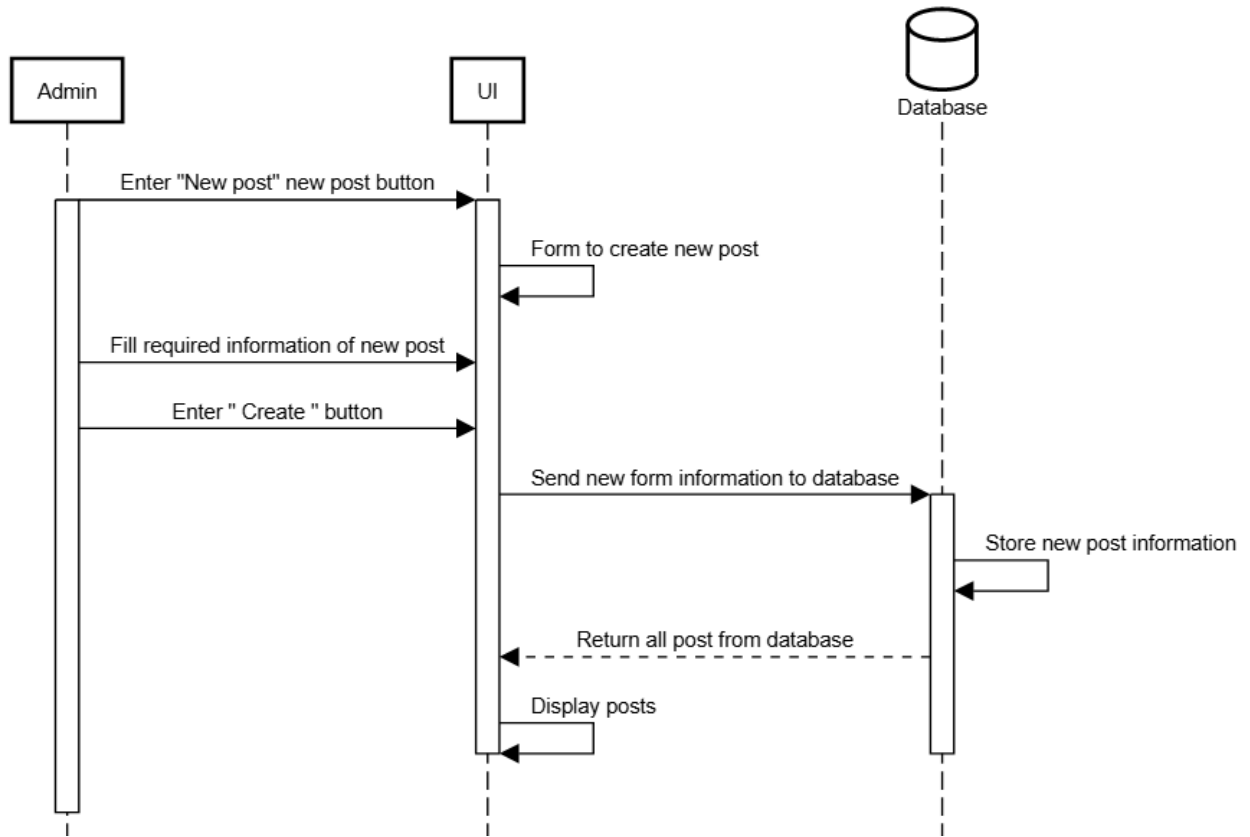 Admin
UI
Database
Enter "New post" new post button
Form to create new post
Fill required information of new post
Enter " Create " button
Send new form information to database
Store new post information
Return all post from database
Display posts